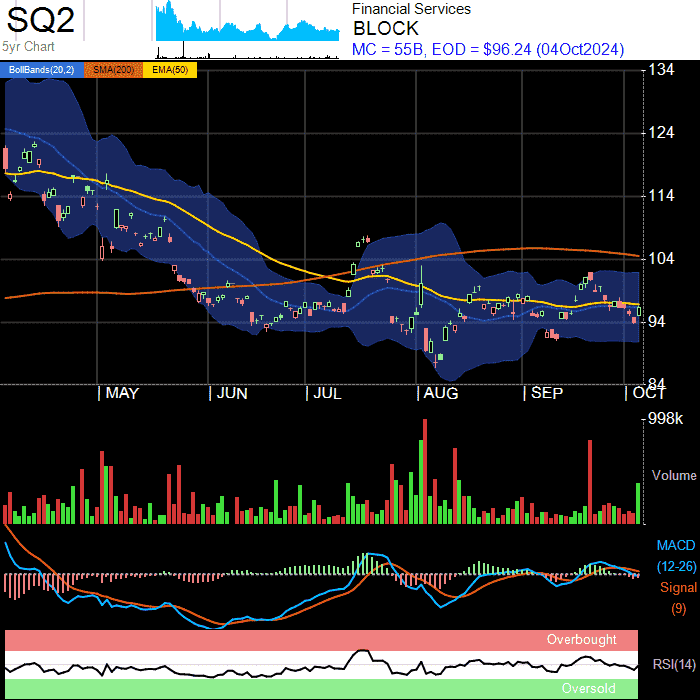 SQ2
5yr Chart
Financial Services
BLOCK
MC = 55B, EOD = $96.24 (04Oct2024)
BollBands(20,2) SMA(200) EMA(50)
134
124
114
104
94
84
MAY JUN JUL AUG SEP OCT
998k
Volume
MACD
(12-26)
Signal
(9)
Overbought
RSI(14)
Oversold